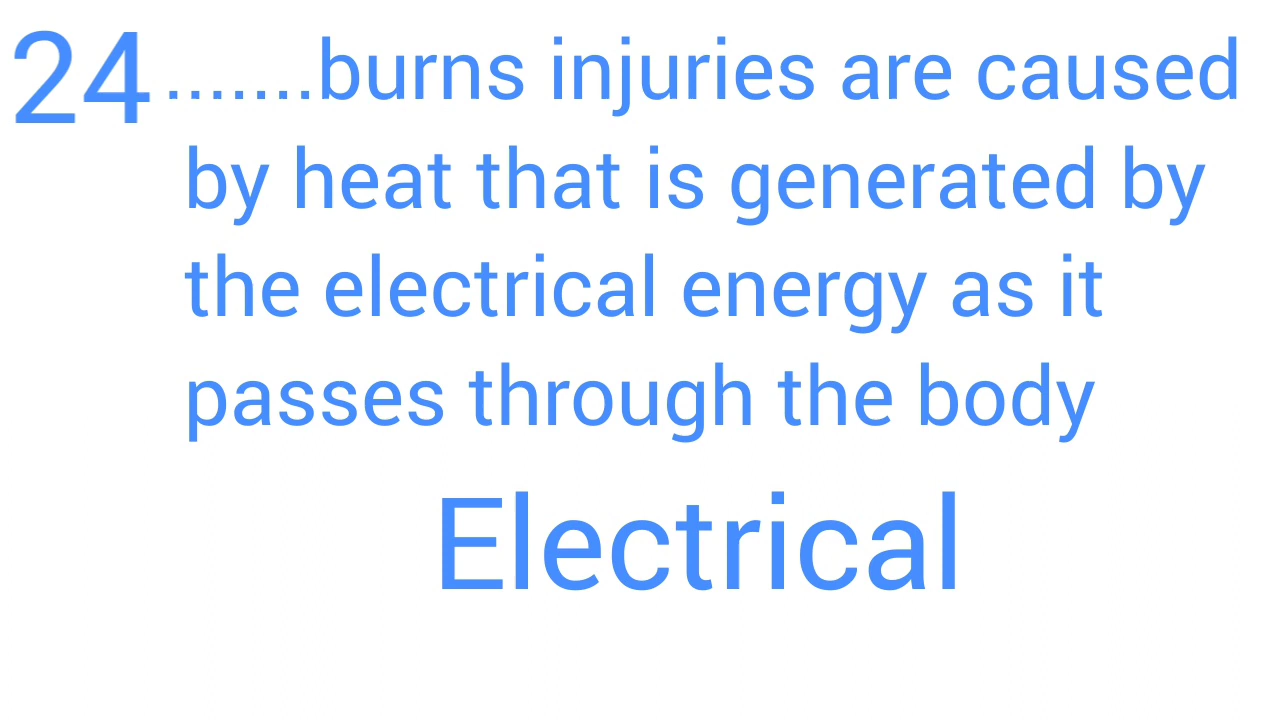 24 .......burns injuries are caused
by heat that is generated by
the electrical energy as it
passes through the body
Electrical